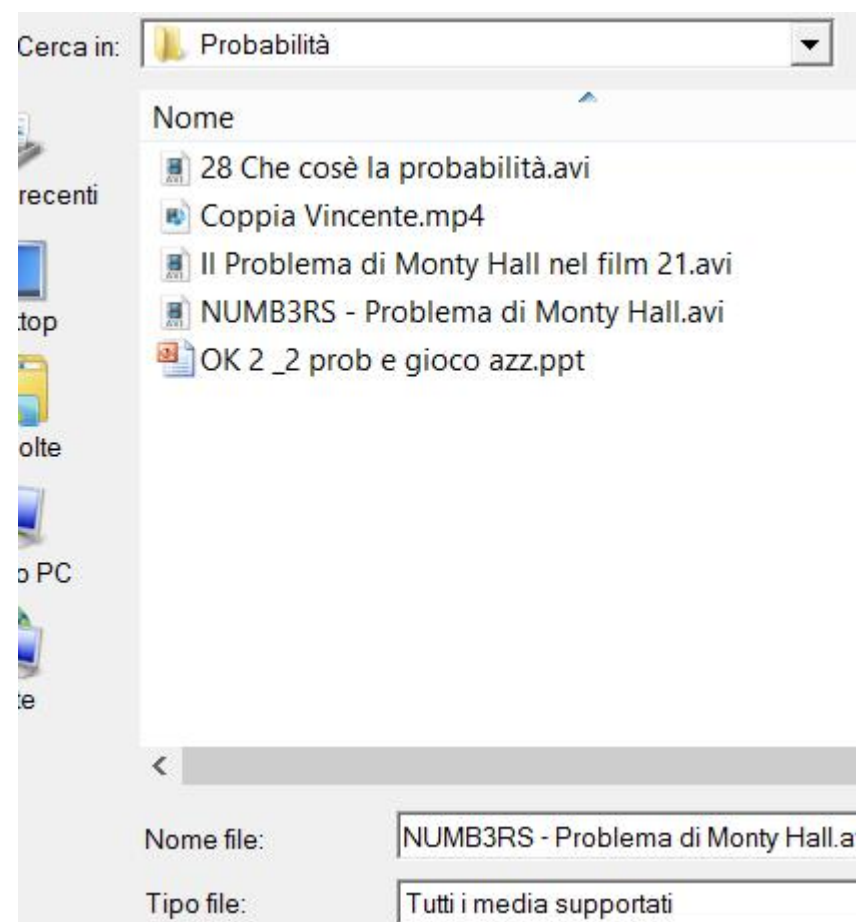 Cerca in: Probabilità
Nome
28 Che cosè la probabilità.avi
recenti
Coppia Vincente.mp4
Il Problema di Monty Hall nel film 21.avi
NUMB3RS - Problema di Monty Hall.avi
top
OK 2 _2 prob e gioco azz.ppt
olte
o PC
te
Nome file: NUMB3RS - Problema di Monty Hall.a
Tipo file: Tutti i media supportati